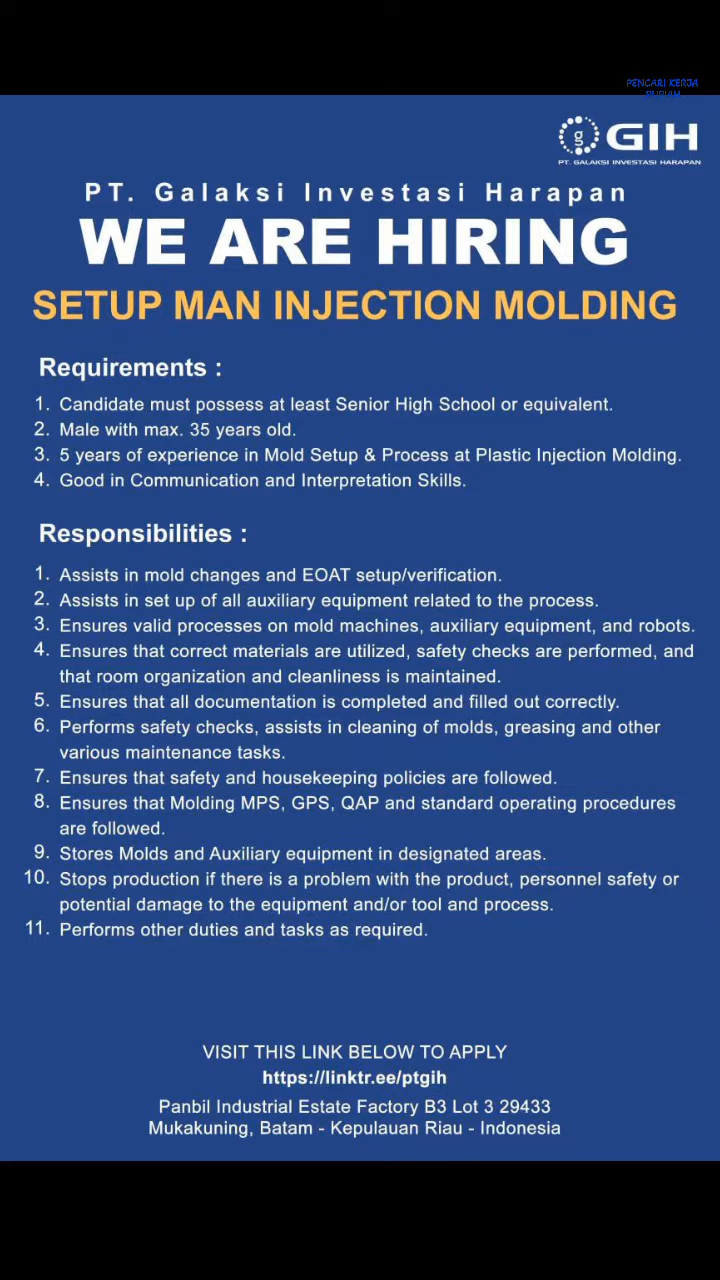 PENCARI KERJA
GIH
PT. GALAKSI INVESTASI HARAPAN
PT. Galaksi Investasi Harapan
WE ARE HIRING
SETUP MAN INJECTION MOLDING
Requirements :
1. Candidate must possess at least Senior High School or equivalent.
2. Male with max. 35 years old.
3. 5 years of experience in Mold Setup & Process at Plastic Injection Molding.
4. Good in Communication and Interpretation Skills.
Responsibilities :
1. Assists in mold changes and EOAT setup/verification.
2. Assists in set up of all auxiliary equipment related to the process.
3. Ensures valid processes on mold machines, auxiliary equipment, and robots.
4. Ensures that correct materials are utilized, safety checks are performed, and
that room organization and cleanliness is maintained.
5. Ensures that all documentation is completed and filled out correctly.
6. Performs safety checks, assists in cleaning of molds, greasing and other
various maintenance tasks.
7. Ensures that safety and housekeeping policies are followed.
8. Ensures that Molding MPS, GPS, QAP and standard operating procedures
are followed.
9. Stores Molds and Auxiliary equipment in designated areas.
10. Stops production if there is a problem with the product, personnel safety or
potential damage to the equipment and/or tool and process.
11. Performs other duties and tasks as required.
VISIT THIS LINK BELOW TO APPLY
https://linktr.ee/ptgih
Panbil Industrial Estate Factory B3 Lot 3 29433
Mukakuning, Batam - Kepulauan Riau - Indonesia